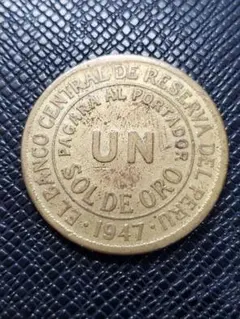 EL BANCO CENTRAL DE RESERVA DEL PERU
PAGARA AL PORTADOR
UN
SOL DE ORO
· 1947 ·